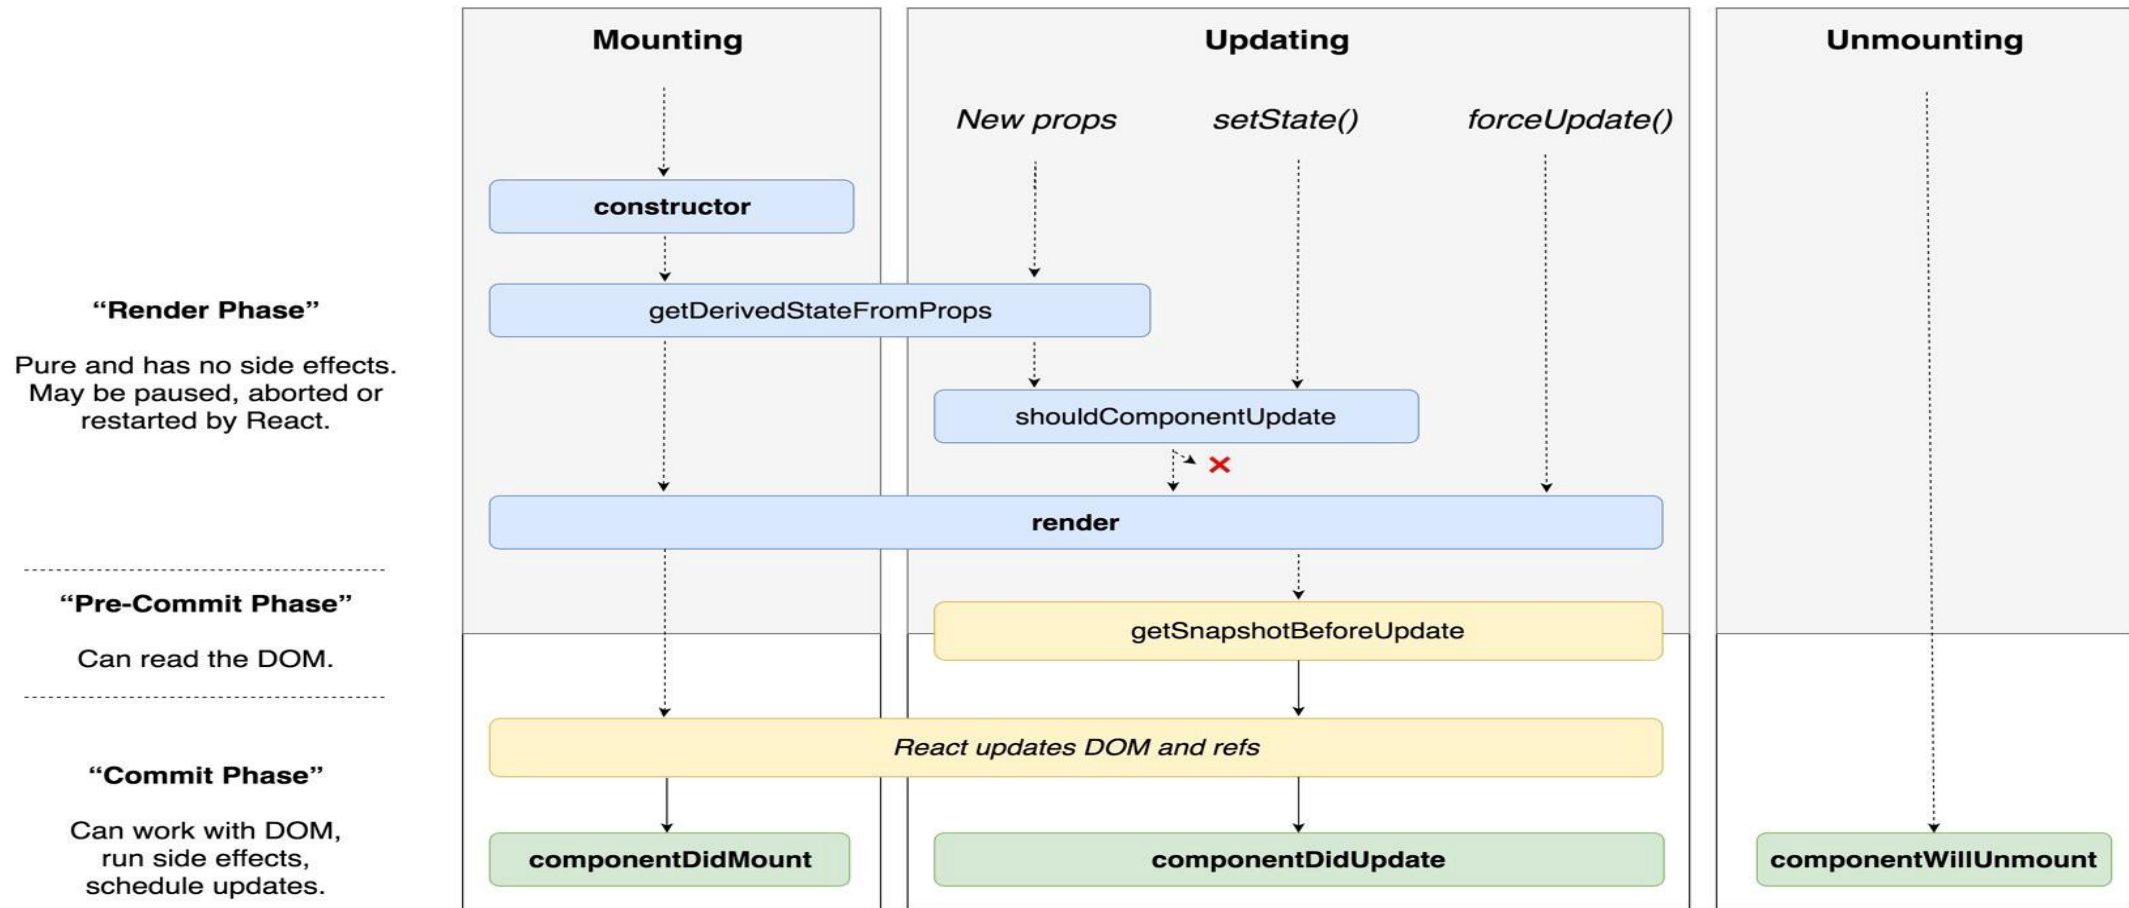 Mounting
Updating
Unmounting
New props
setState()
forceUpdate()
constructor
“Render Phase”
Pure and has no side effects.
May be paused, aborted or
restarted by React.
getDerivedStateFromProps
shouldComponentUpdate
render
“Pre-Commit Phase”
Can read the DOM.
getSnapshotBeforeUpdate
React updates DOM and refs
“Commit Phase”
Can work with DOM,
run side effects,
schedule updates.
componentDidMount
componentDidUpdate
componentWillUnmount